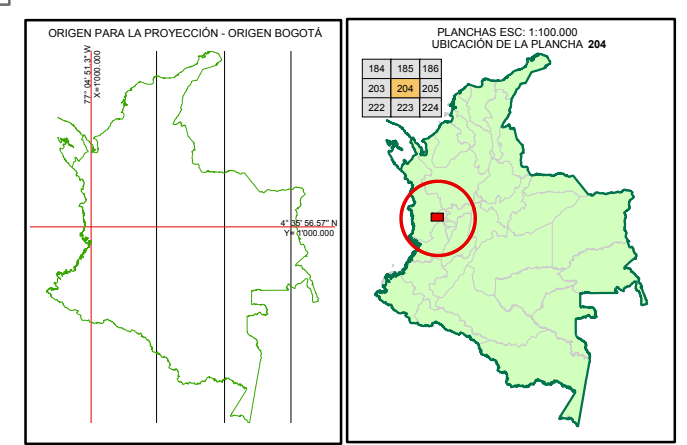 ORIGEN PARA LA PROYECCIÓN - ORIGEN BOGOTÁ
77° 04' 51.3" W
X=1'000.000
4° 35' 56.57" N
Y= 1'000.000
PLANCHAS ESC: 1:100.000
UBICACIÓN DE LA PLANCHA 204
184 185 186
203 204 205
222 223 224